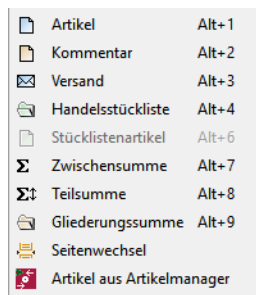 Artikel Alt+1
Kommentar Alt+2
Versand Alt+3
Handelsstückliste Alt+4
Stücklistenartikel Alt+6
Σ Zwischensumme Alt+7
Σ↕ Teilsumme Alt+8
Gliederungssumme Alt+9
Seitenwechsel
Artikel aus Artikelmanager